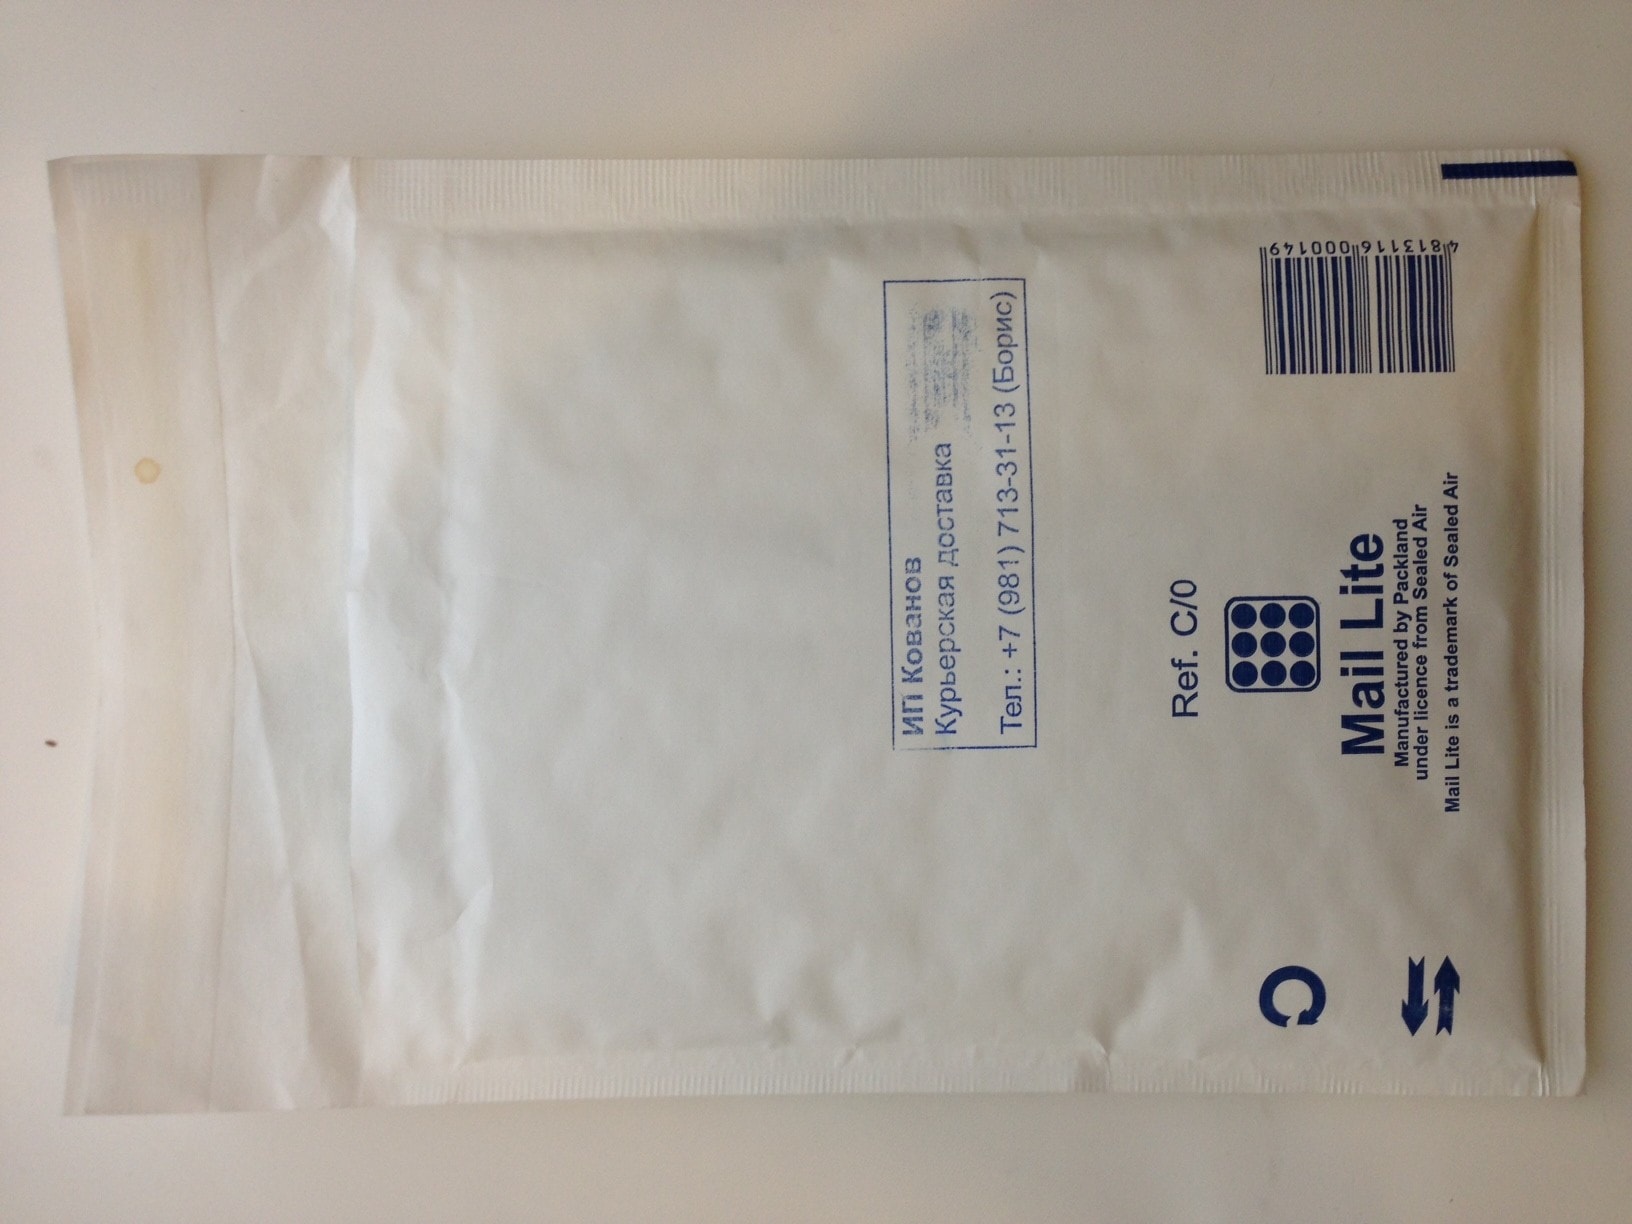 ИП Кованов
Курьерская доставка
Тел.: +7 (981) 713-31-13 (Борис)
Ref. C/0
Mail Lite
Manufactured by Packland
under licence from Sealed Air
Mail Lite is a trademark of Sealed Air
4813116000149